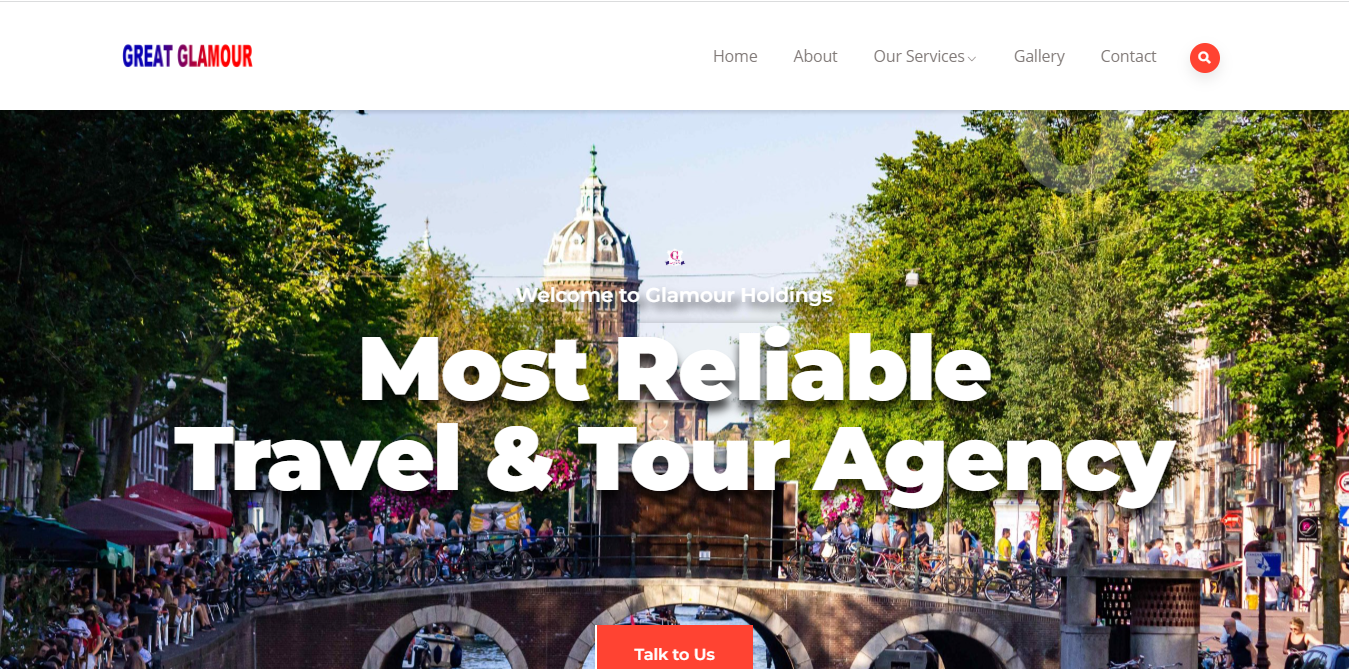 GREAT GLAMOUR
Home About Our Services Gallery Contact
02
Welcome to Glamour Holdings
Most Reliable
Travel & Tour Agency
Talk to Us